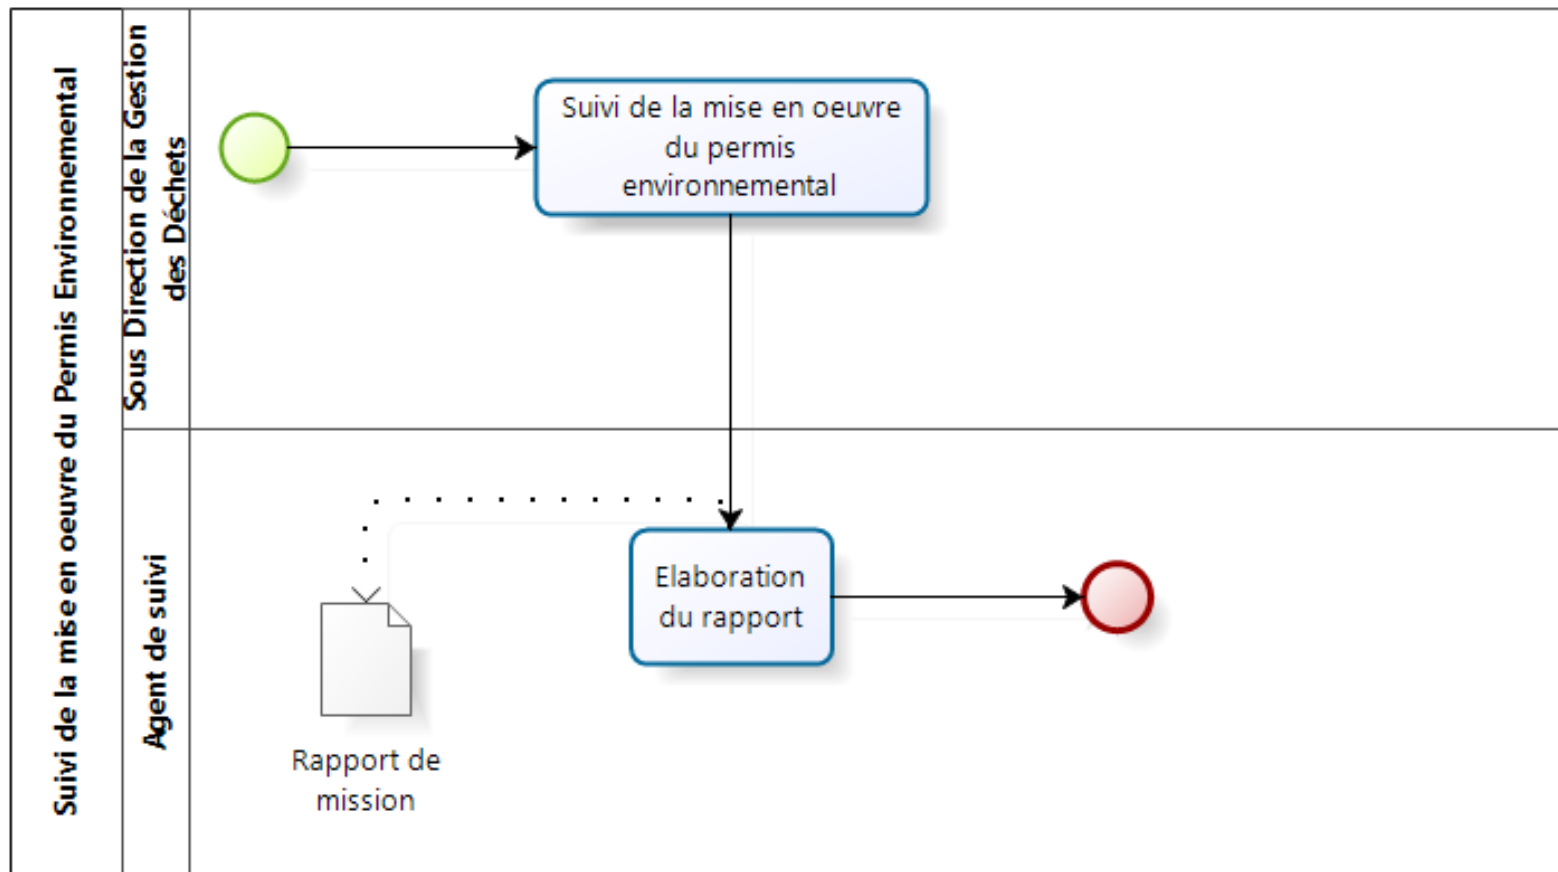 Suivi de la mise en oeuvre du Permis Environnemental
Sous Direction de la Gestion
des Déchets
Suivi de la mise en oeuvre
du permis
environnemental
Agent de suivi
Elaboration
du rapport
Rapport de
mission